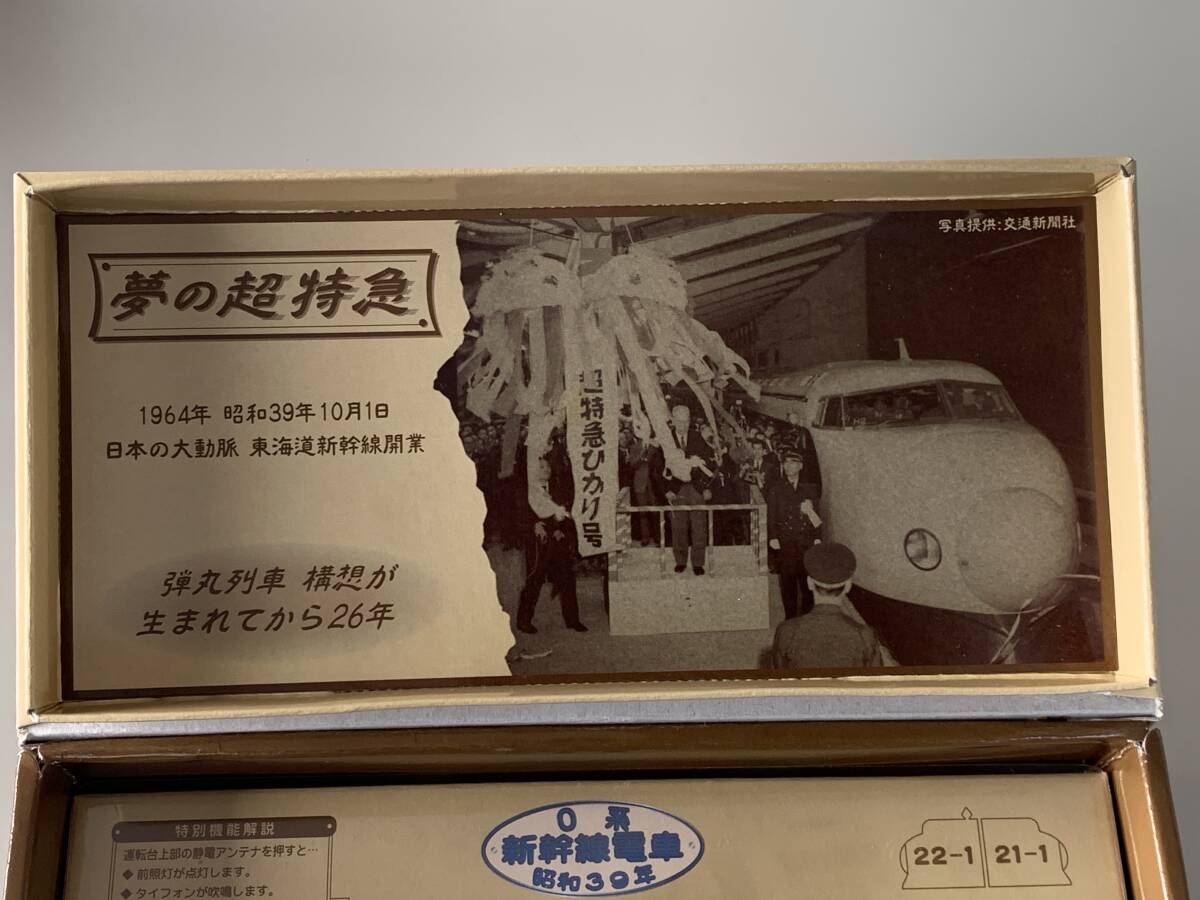 夢の超特急
1964年 昭和39年10月1日
日本の大動脈 東海道新幹線開業
弾丸列車 構想が
生まれてから26年
写真提供:交通新聞社
超特急ひかり号
特別機能解説
運転台上部の静電アンテナを押すと…
◆ 前照灯が点灯します。
◆ タイフォンが吹鳴します。
0系
新幹線電車
昭和39年
22-1 21-1